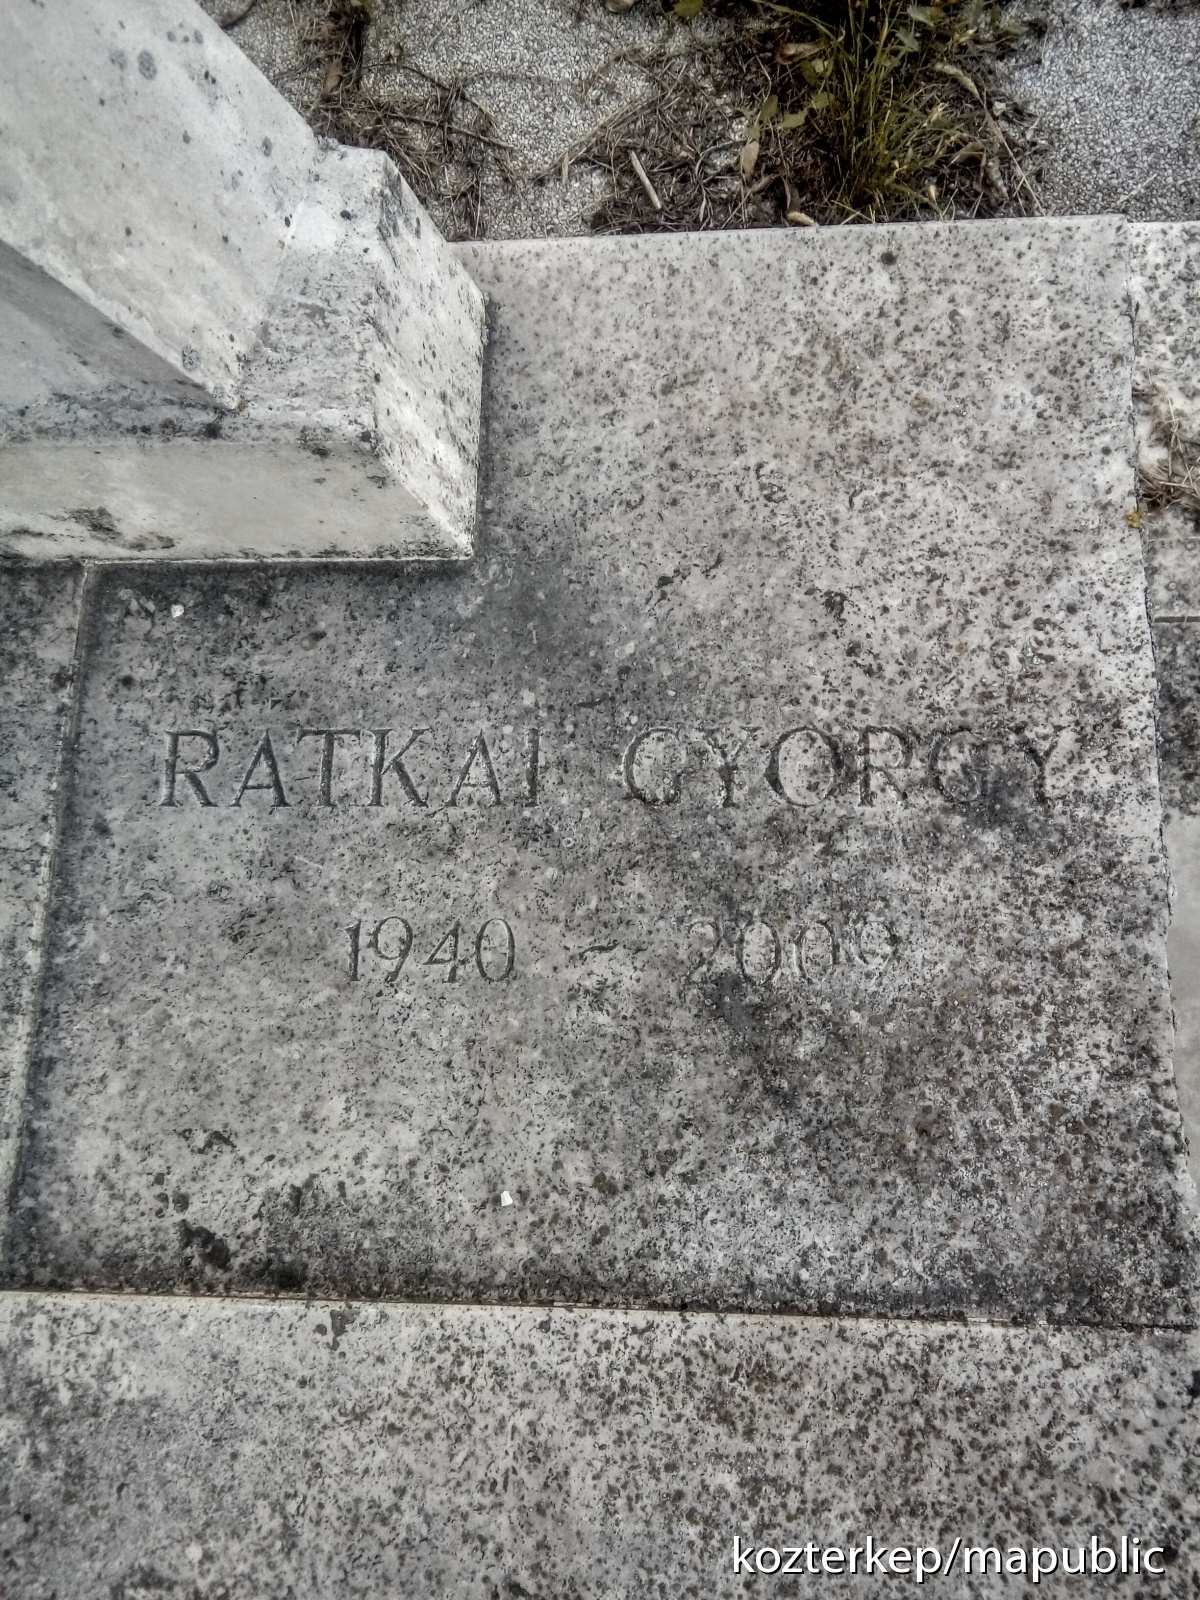 RATKAI GYORGY
1940 - 2009
kozterkep/mapublic